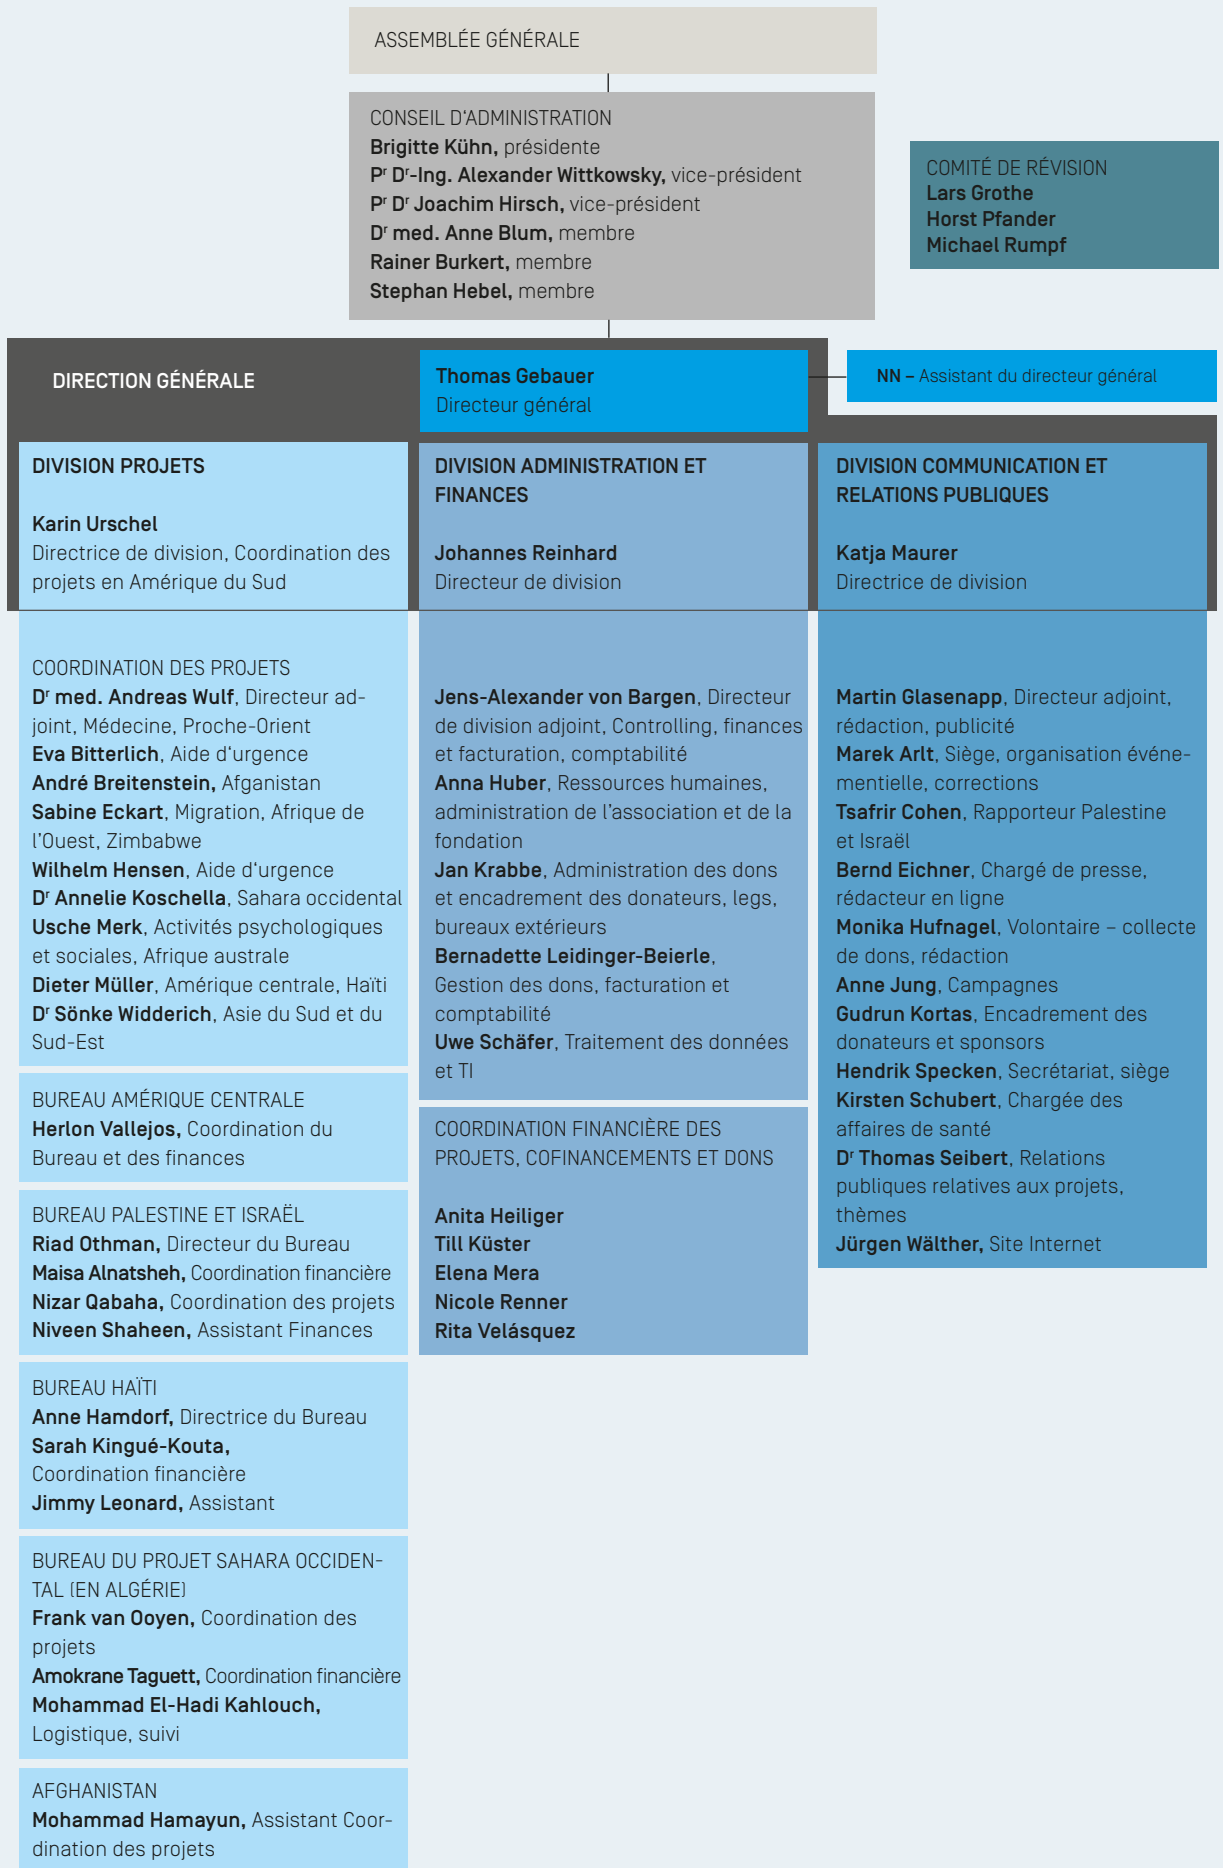 ASSEMBLÉE GÉNÉRALE
CONSEIL D‘ADMINISTRATION
Brigitte Kühn, présidente
Pr Dr-Ing. Alexander Wittkowsky, vice-président
Pr Dr Joachim Hirsch, vice-président
Dr med. Anne Blum, membre
Rainer Burkert, membre
Stephan Hebel, membre
COMITÉ DE RÉVISION
Lars Grothe
Horst Pfander
Michael Rumpf
DIRECTION GÉNÉRALE
Thomas Gebauer
Directeur général
NN – Assistant du directeur général
DIVISION PROJETS
Karin Urschel
Directrice de division, Coordination des
projets en Amérique du Sud
COORDINATION DES PROJETS
Dr med. Andreas Wulf, Directeur ad-
joint, Médecine, Proche-Orient
Eva Bitterlich, Aide d‘urgence
André Breitenstein, Afganistan
Sabine Eckart, Migration, Afrique de
l’Ouest, Zimbabwe
Wilhelm Hensen, Aide d‘urgence
Dr Annelie Koschella, Sahara occidental
Usche Merk, Activités psychologiques
et sociales, Afrique australe
Dieter Müller, Amérique centrale, Haïti
Dr Sönke Widderich, Asie du Sud et du
Sud-Est
BUREAU AMÉRIQUE CENTRALE
Herlon Vallejos, Coordination du
Bureau et des finances
BUREAU PALESTINE ET ISRAËL
Riad Othman, Directeur du Bureau
Maisa Alnatsheh, Coordination financière
Nizar Qabaha, Coordination des projets
Niveen Shaheen, Assistant Finances
BUREAU HAÏTI
Anne Hamdorf, Directrice du Bureau
Sarah Kingué-Kouta,
Coordination financière
Jimmy Leonard, Assistant
BUREAU DU PROJET SAHARA OCCIDEN-
TAL (EN ALGÉRIE)
Frank van Ooyen, Coordination des
projets
Amokrane Taguett, Coordination financière
Mohammad El-Hadi Kahlouch,
Logistique, suivi
AFGHANISTAN
Mohammad Hamayun, Assistant Coor-
dination des projets
DIVISION ADMINISTRATION ET
FINANCES
Johannes Reinhard
Directeur de division
Jens-Alexander von Bargen, Directeur
de division adjoint, Controlling, finances
et facturation, comptabilité
Anna Huber, Ressources humaines,
administration de l’association et de la
fondation
Jan Krabbe, Administration des dons
et encadrement des donateurs, legs,
bureaux extérieurs
Bernadette Leidinger-Beierle,
Gestion des dons, facturation et
comptabilité
Uwe Schäfer, Traitement des données
et TI
COORDINATION FINANCIÈRE DES
PROJETS, COFINANCEMENTS ET DONS
Anita Heiliger
Till Küster
Elena Mera
Nicole Renner
Rita Velásquez
DIVISION COMMUNICATION ET
RELATIONS PUBLIQUES
Katja Maurer
Directrice de division
Martin Glasenapp, Directeur adjoint,
rédaction, publicité
Marek Arlt, Siège, organisation événe-
mentielle, corrections
Tsafrir Cohen, Rapporteur Palestine
et Israël
Bernd Eichner, Chargé de presse,
rédacteur en ligne
Monika Hufnagel, Volontaire – collecte
de dons, rédaction
Anne Jung, Campagnes
Gudrun Kortas, Encadrement des
donateurs et sponsors
Hendrik Specken, Secrétariat, siège
Kirsten Schubert, Chargée des
affaires de santé
Dr Thomas Seibert, Relations
publiques relatives aux projets,
thèmes
Jürgen Wälther, Site Internet